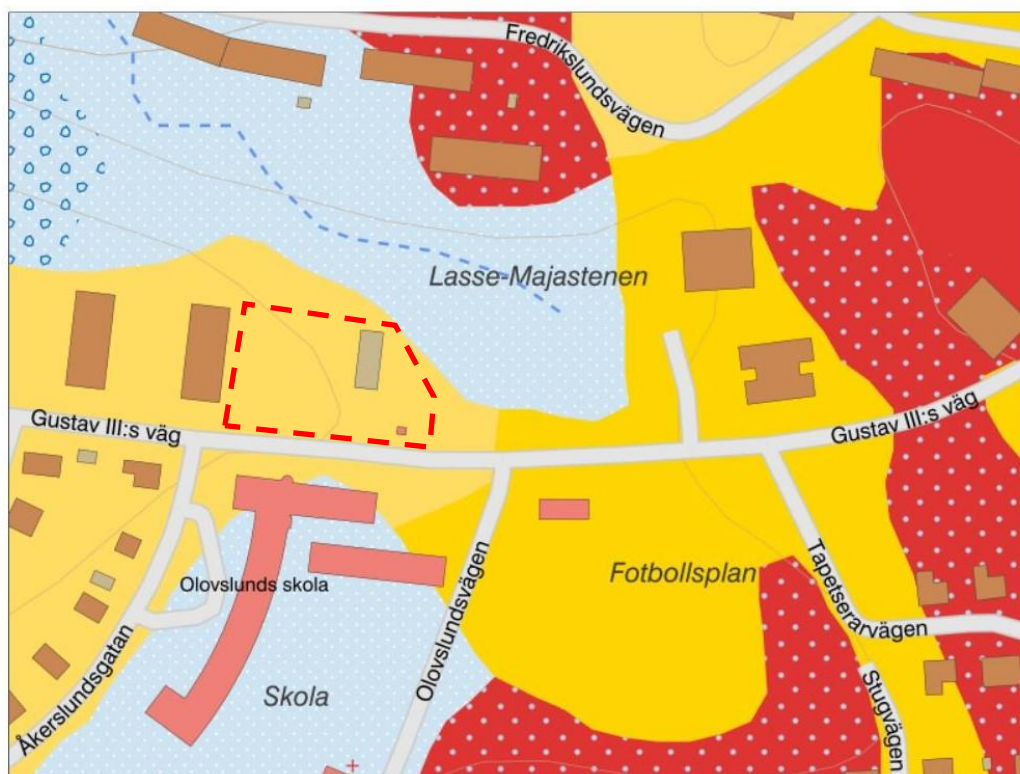 Fredrikslundsvägen
Lasse-Majastenen
Gustav III:s väg
Gustav III:s väg
Olovslunds skola
Olovslundsvägen
Fotbollsplan
Tapetserarvägen
Åkerslundsgatan
Skola
Stugvägen